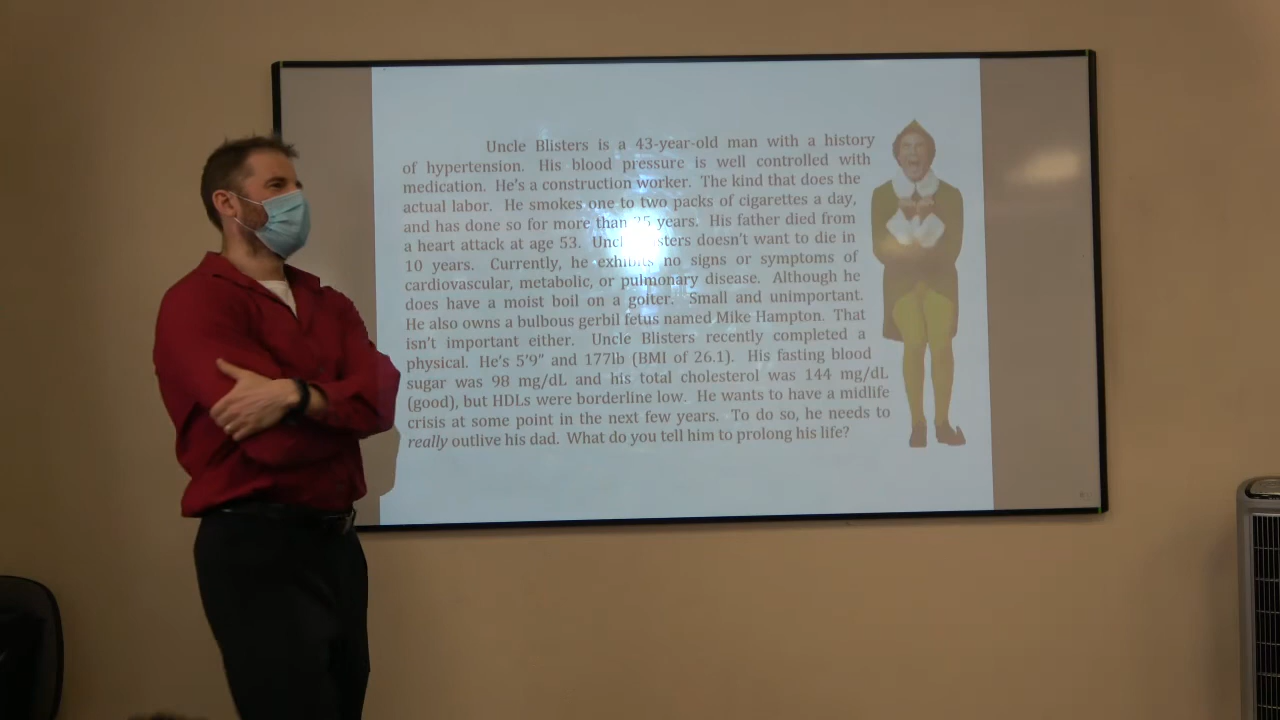 Uncle Blisters is a 43-year-old man with a history
of hypertension. His blood pressure is well controlled with
medication. He's a construction worker. The kind that does the
actual labor. He smokes one to two packs of cigarettes a day,
and has done so for more than years. His father died from
a heart attack at age 53. doesn't want to die in
10 years. Currently, he exhibits no signs or symptoms of
cardiovascular, metabolic, or pulmonary disease. Although he
does have a moist boil on a goiter. Small and unimportant.
He also owns a bulbous gerbil fetus named Mike Hampton. That
isn't important either. Uncle Blisters recently completed a
physical. He's 5'9" and 177lb (BMI of 26.1). His fasting blood
sugar was 98 mg/dL and his total cholesterol was 144 mg/dL
(good), but HDLs were borderline low. He wants to have a midlife
crisis at some point in the next few years. To do so, he needs to
really outlive his dad. What do you tell him to prolong his life?